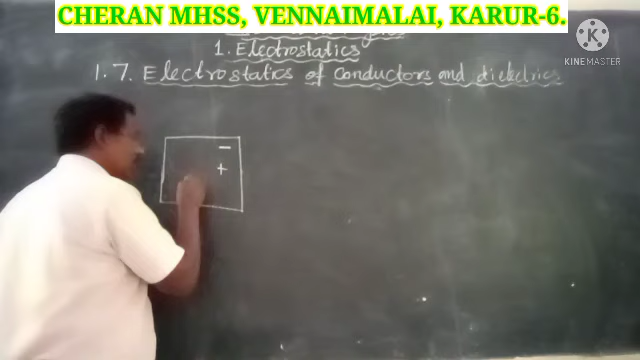 CHERAN MHSS, VENNAIMALAI, KARUR-6.
K
KINEMASTER
1. Electrostatics
1.7. Electrostatics of conductors and dielectrics
−
+